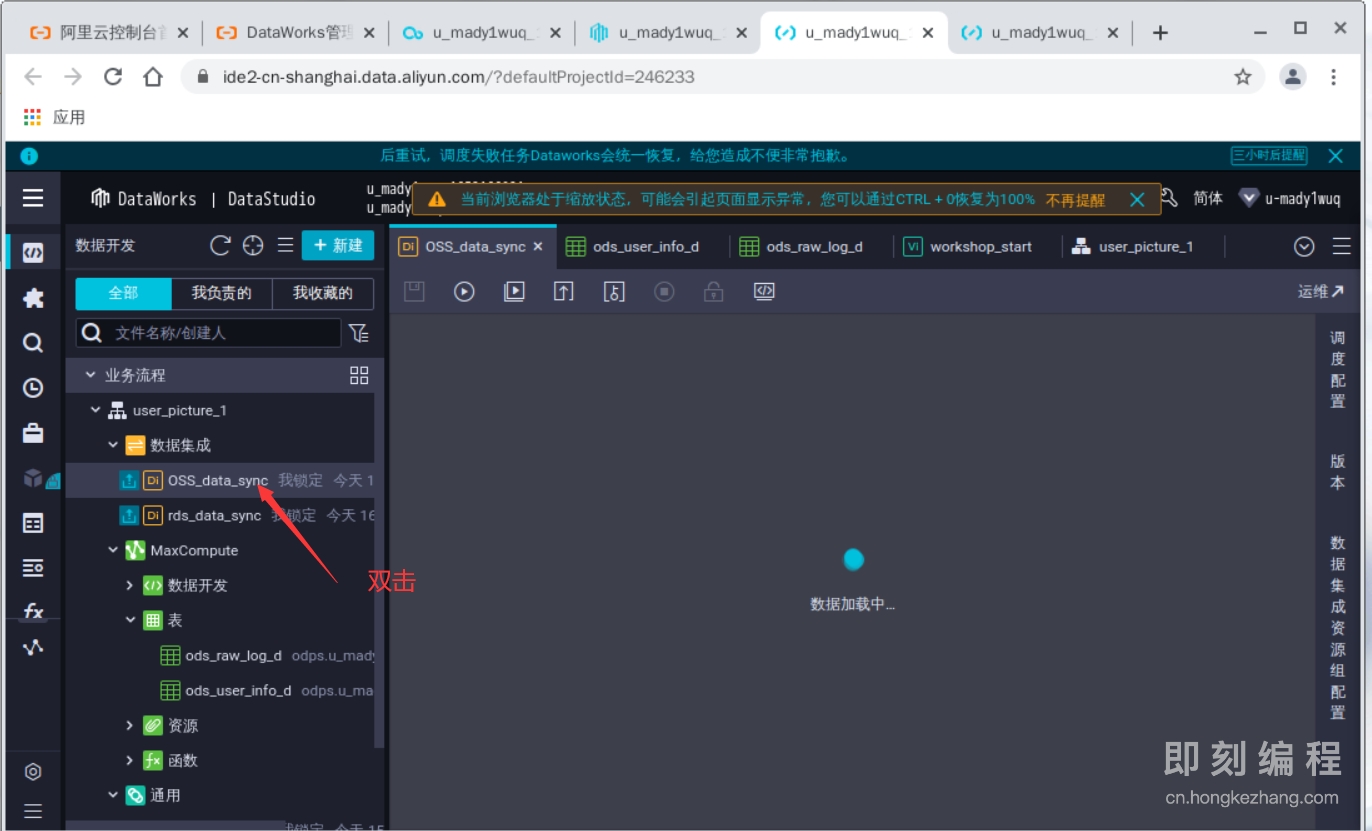 阿里云控制台首
DataWorks管理
u_mady1wuq_
u_mady1wuq_
u_mady1wuq_
u_mady1wuq_
ide2-cn-shanghai.data.aliyun.com/?defaultProjectId=246233
应用
后重试，调度失败任务Dataworks会统一恢复，给您造成不便非常抱歉。
三小时后提醒
DataWorks | DataStudio
u_mady
u_mady
当前浏览器处于缩放状态，可能会引起页面显示异常，您可以通过CTRL + 0恢复为100%
不再提醒
简体
u-mady1wuq
数据开发
+ 新建
Di OSS_data_sync
ods_user_info_d
ods_raw_log_d
VI workshop_start
user_picture_1
全部
我负责的
我收藏的
运维
文件名称/创建人
业务流程
user_picture_1
数据集成
Di OSS_data_sync 我锁定 今天 1
Di rds_data_sync 我锁定 今天 16
MaxCompute
数据开发
双击
表
ods_raw_log_d odps.u_mady
ods_user_info_d odps.u_ma
资源
fx 函数
通用
我锁定 今天 15
fx
数据加载中...
调度配置
版本
数据集成资源组配置
即刻编程
cn.hongkezhang.com